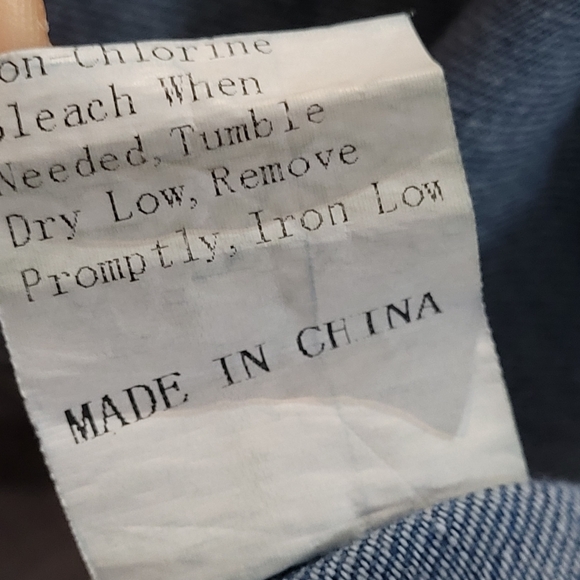 on-Chlorine
Bleach When
Needed, Tumble
Dry Low, Remove
Promptly, Iron Low
MADE IN CHINA